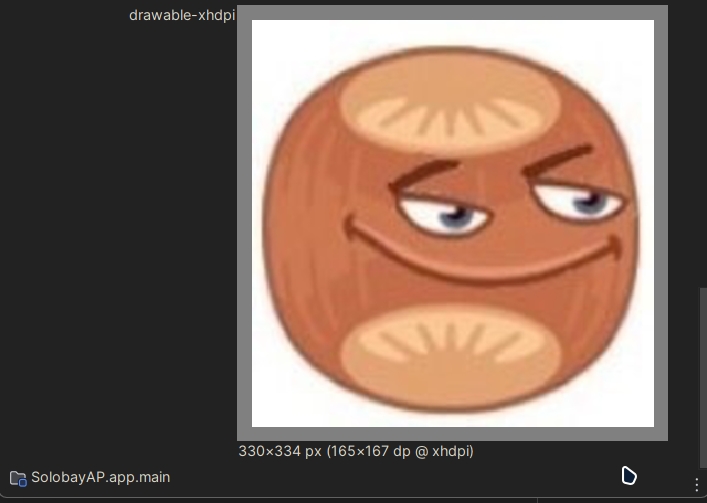 drawable-xhdpi
330×334 px (165×167 dp @ xhdpi)
SolobayAP.app.main